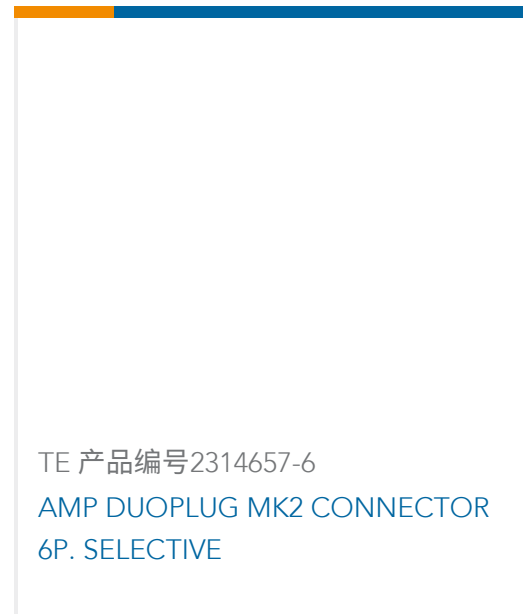 TE 产品编号2314657-6
AMP DUOPLUG MK2 CONNECTOR
6P. SELECTIVE